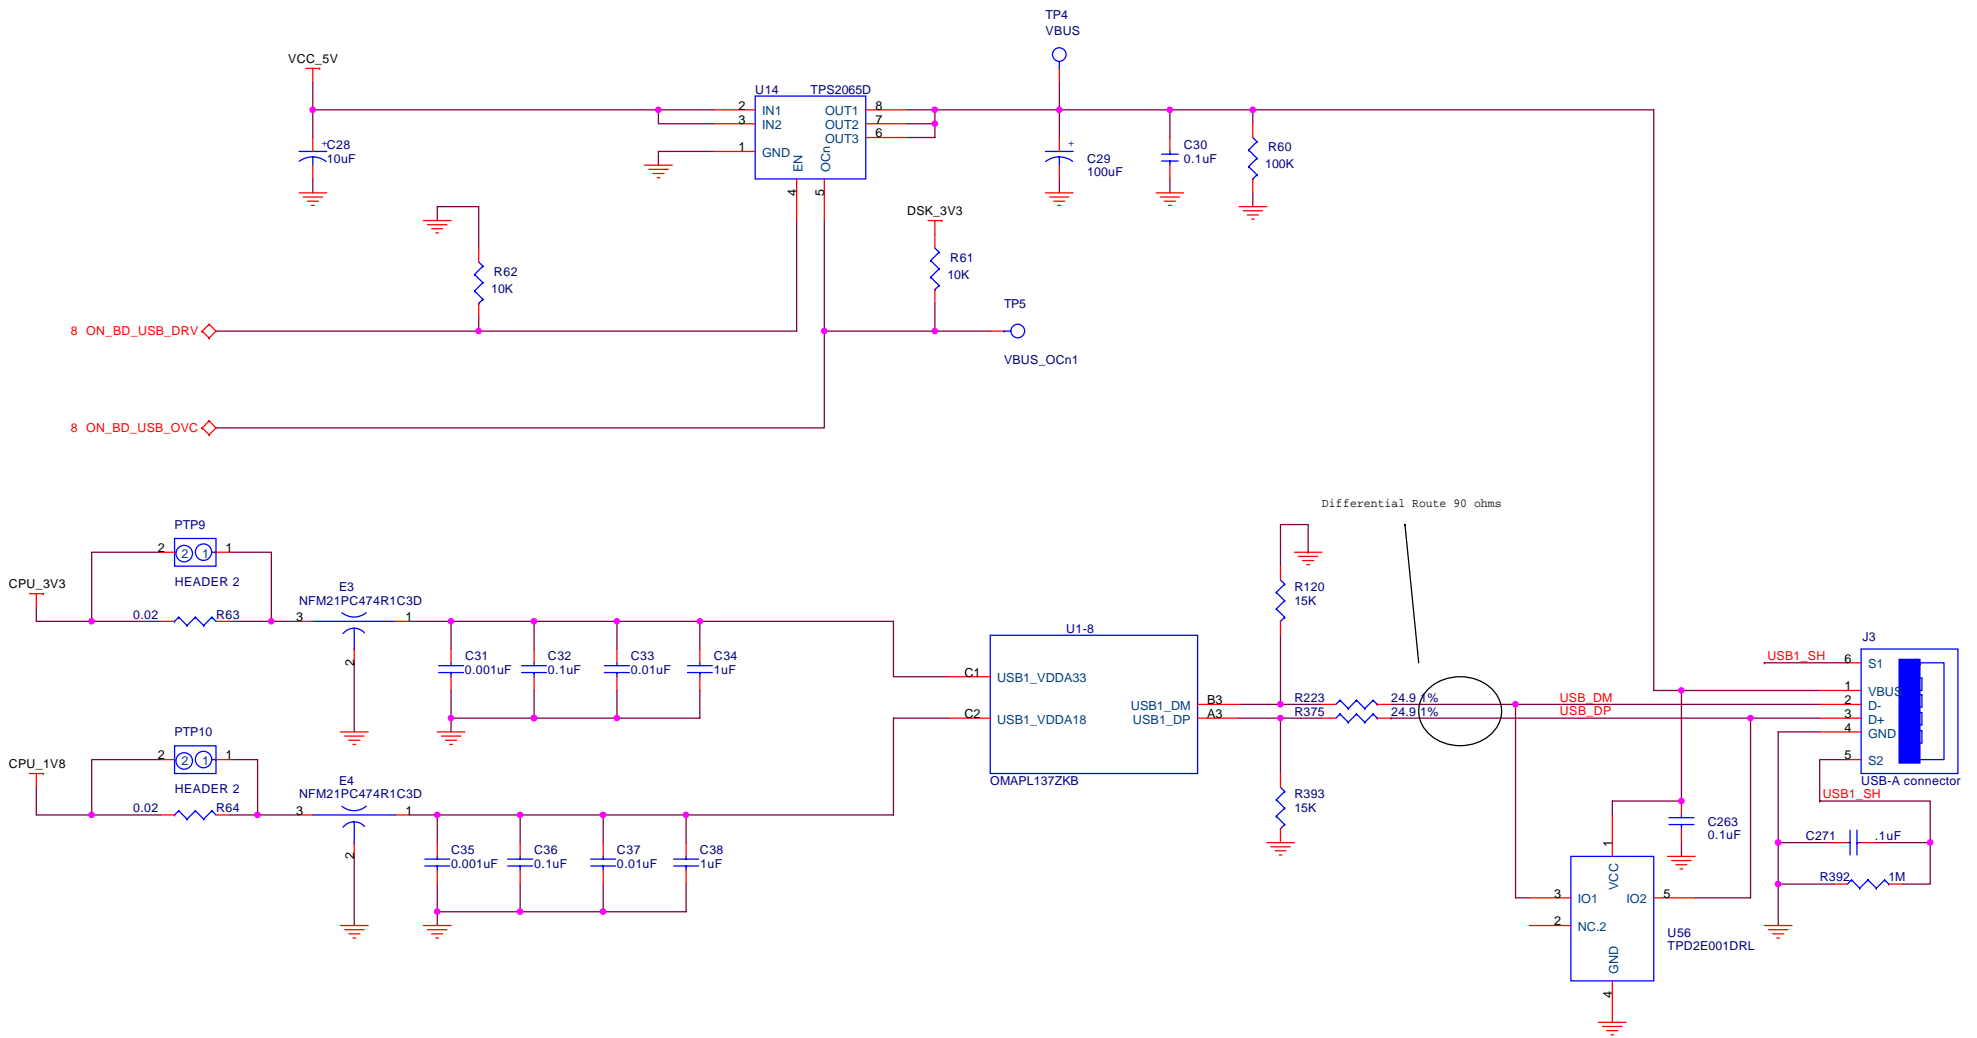 TP4
VBUS
VCC_5V
U14 TPS2065D
2 IN1 OUT1 8
3 IN2 OUT2 7
OUT3 6
1 GND
EN
OCn
4
5
+C28
10uF
+
C29
100uF
C30
0.1uF
R60
100K
DSK_3V3
R61
10K
R62
10K
TP5
VBUS_OCn1
8 ON_BD_USB_DRV
8 ON_BD_USB_OVC
Differential Route 90 ohms
PTP9
2 2 1 1
HEADER 2
CPU_3V3
0.02 R63
E3
NFM21PC474R1C3D
3 1
2
C31
0.001uF
C32
0.1uF
C33
0.01uF
C34
1uF
PTP10
2 2 1 1
HEADER 2
CPU_1V8
0.02 R64
E4
NFM21PC474R1C3D
3 1
2
C35
0.001uF
C36
0.1uF
C37
0.01uF
C38
1uF
U1-8
C1 USB1_VDDA33
C2 USB1_VDDA18
USB1_DM B3
USB1_DP A3
OMAPL137ZKB
R120
15K
R223 24.9 1%
R375 24.9 1%
R393
15K
USB_DM
USB_DP
J3
USB1_SH 6 S1
1 VBUS
2 D-
3 D+
4 GND
5 S2
USB-A connector
USB1_SH
C263
0.1uF
C271 .1uF
R392 1M
1
VCC
3 IO1 IO2 5
2 NC.2
GND
4
U56
TPD2E001DRL